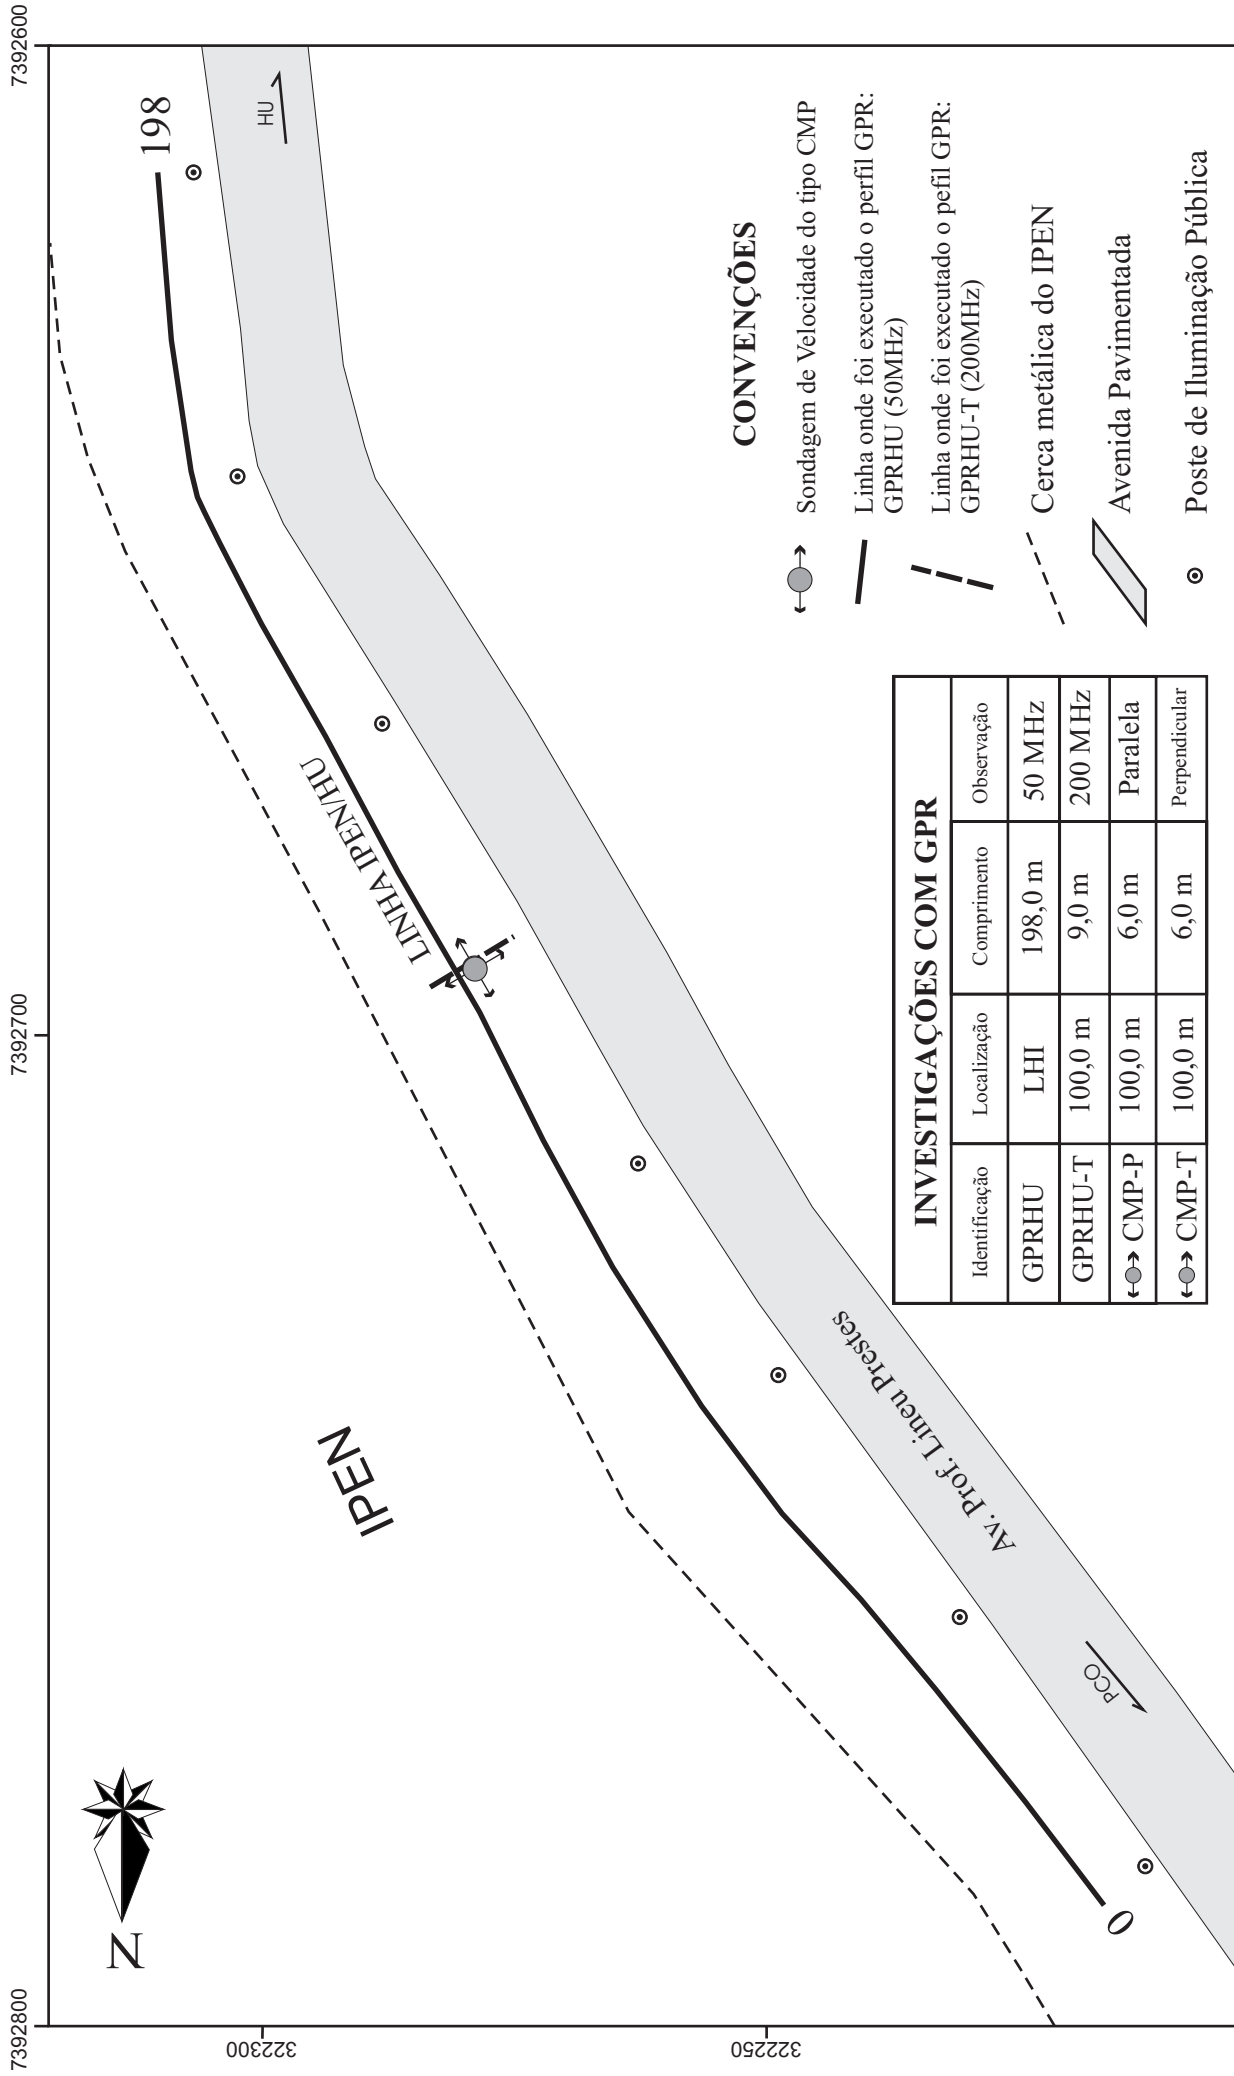 7392800
7392700
7392600
322300
322250
N
IPEN
LINHA IPEN/HU
198
0
HU
PCO
Av. Prof. Lineu Prestes
INVESTIGAÇÕES COM GPR
Identificação Localização Comprimento Observação
GPRHU LHI 198,0 m 50 MHz
GPRHU-T 100,0 m 9,0 m 200 MHz
CMP-P 100,0 m 6,0 m Paralela
CMP-T 100,0 m 6,0 m Perpendicular
CONVENÇÕES
Sondagem de Velocidade do tipo CMP
Linha onde foi executado o perfil GPR:
GPRHU (50MHz)
Linha onde foi executado o pefil GPR:
GPRHU-T (200MHz)
Cerca metálica do IPEN
Avenida Pavimentada
Poste de Iluminação Pública